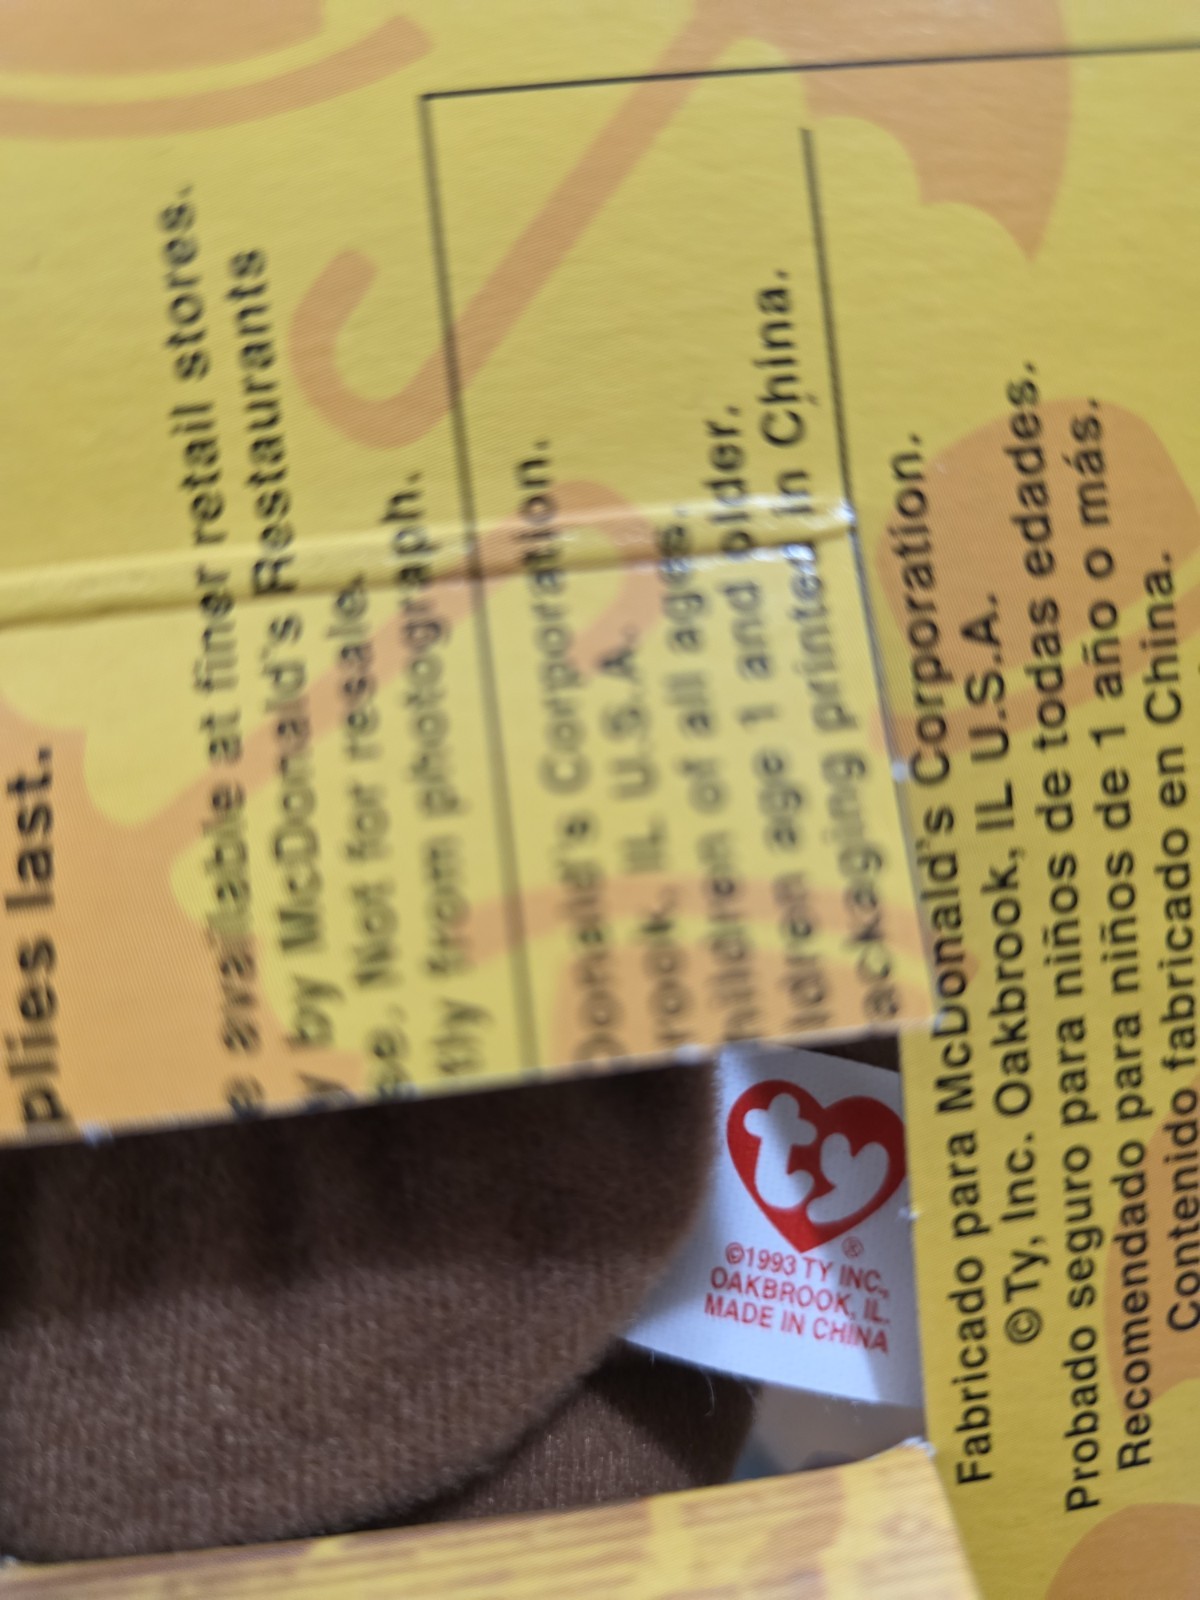 plies last.
e available at finer retail stores.
y by McDonald's Restaurants
se. Not for resale.
tly from photograph.
Donald's Corporation.
rook, IL U.S.A.
hildren of all ages.
ldren age 1 and older.
ackaging printed in China.
Fabricado para McDonald's Corporation.
©Ty, Inc. Oakbrook, IL U.S.A.
Probado seguro para niños de todas edades.
Recomendado para niños de 1 año o más.
Contenido fabricado en China.
ty
®
©1993 TY INC.,
OAKBROOK, IL.
MADE IN CHINA